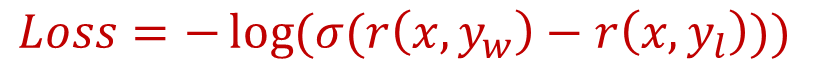 Loss = −log(σ(r(x, y_w) − r(x, y_l)))